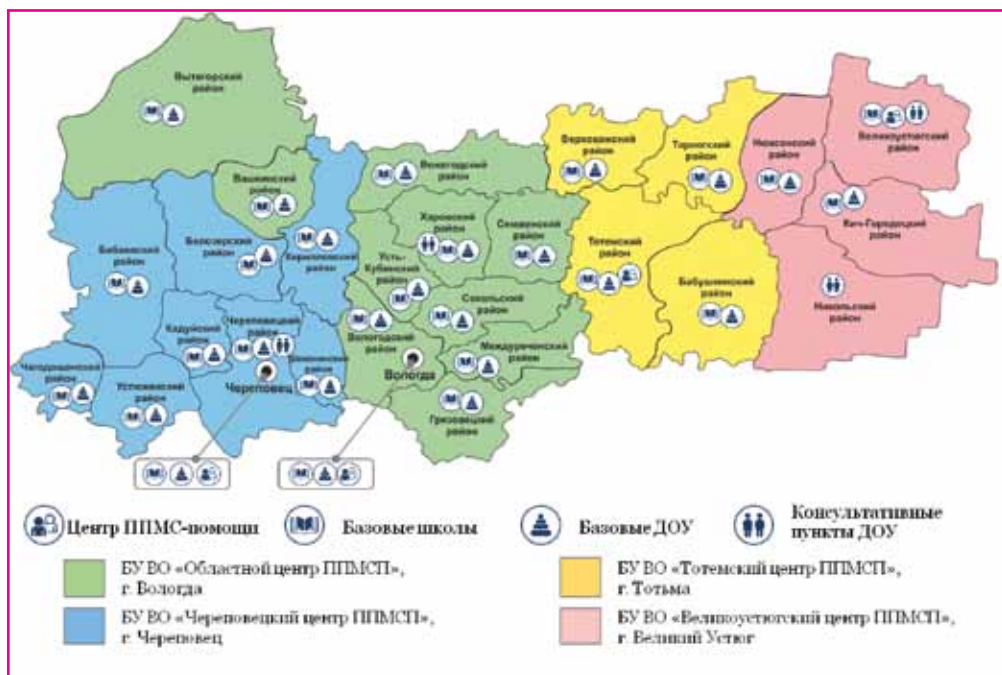 Вытегорский
район
Вашкинский
район
Бабаевский
район
Белозерский
район
Кирилловский
район
Вожегодский
район
Харовский
район
Сямженский
район
Усть-
Кубинский
район
Сокольский
район
Вологодский
район
Вологда
Междуреченский
район
Грязовецкий
район
Кадуйский
район
Череповецкий
район
Череповец
район
Чагодощенский
район
Устюженский
район
Верховажский
район
Тарногский
район
Тотемский
район
Бабушкинский
район
Нюксенский
район
Великоустюгский
район
Кич-Городецкий
район
Никольский
район
Центр ППМС-помощи
Базовые школы
Базовые ДОУ
Консультативные
пункты ДОУ
БУ ВО «Областной центр ППМСП»,
г. Вологда
БУ ВО «Череповецкий центр ППМСП»,
г. Череповец
БУ ВО «Тотемский центр ППМСП»,
г. Тотьма
БУ ВО «Великоустюгский центр ППМСП»,
г. Великий Устюг